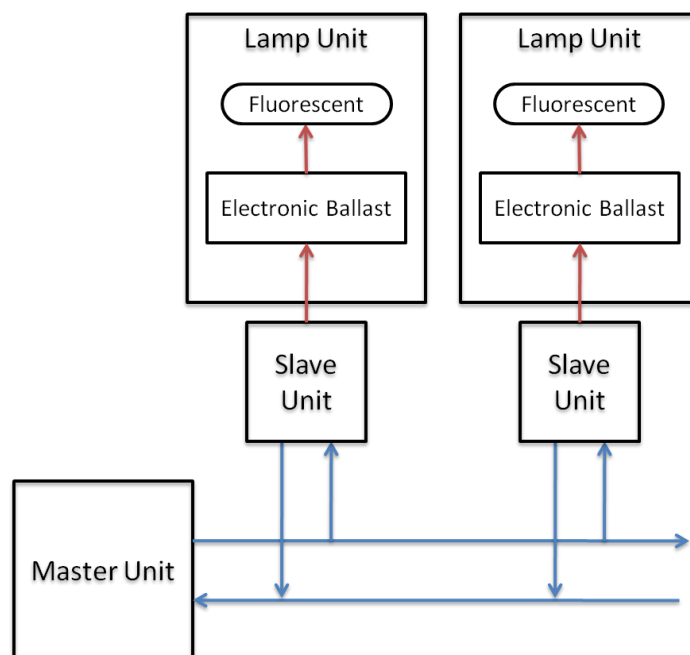 Lamp Unit
Fluorescent
Electronic Ballast
Slave
Unit
Lamp Unit
Fluorescent
Electronic Ballast
Slave
Unit
Master Unit